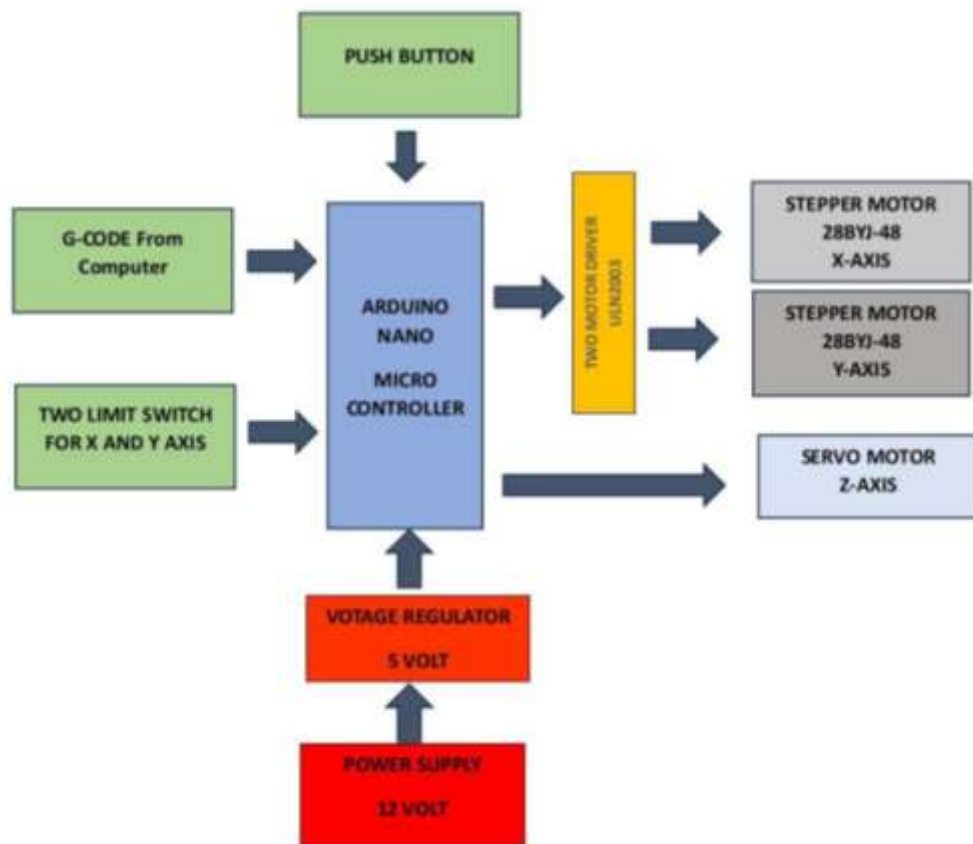 PUSH BUTTON
G-CODE From
Computer
TWO LIMIT SWITCH
FOR X AND Y AXIS
ARDUINO
NANO
MICRO
CONTROLLER
TWO MOTOR DRIVER
ULN2003
STEPPER MOTOR
28BYJ-48
X-AXIS
STEPPER MOTOR
28BYJ-48
Y-AXIS
SERVO MOTOR
Z-AXIS
VOTAGE REGULATOR
5 VOLT
POWER SUPPLY
12 VOLT